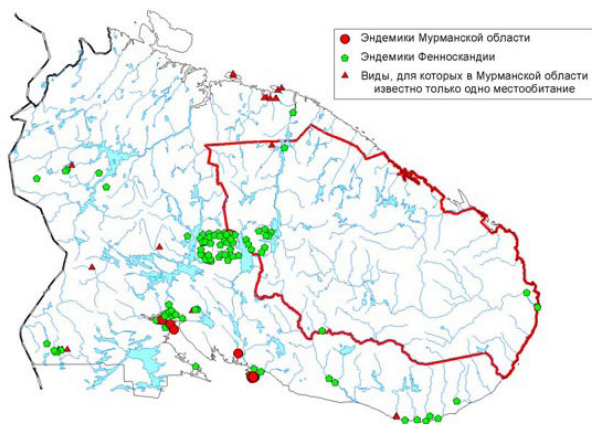 Эндемики Мурманской области
Эндемики Фенноскандии
Виды, для которых в Мурманской области
известно только одно местообитание